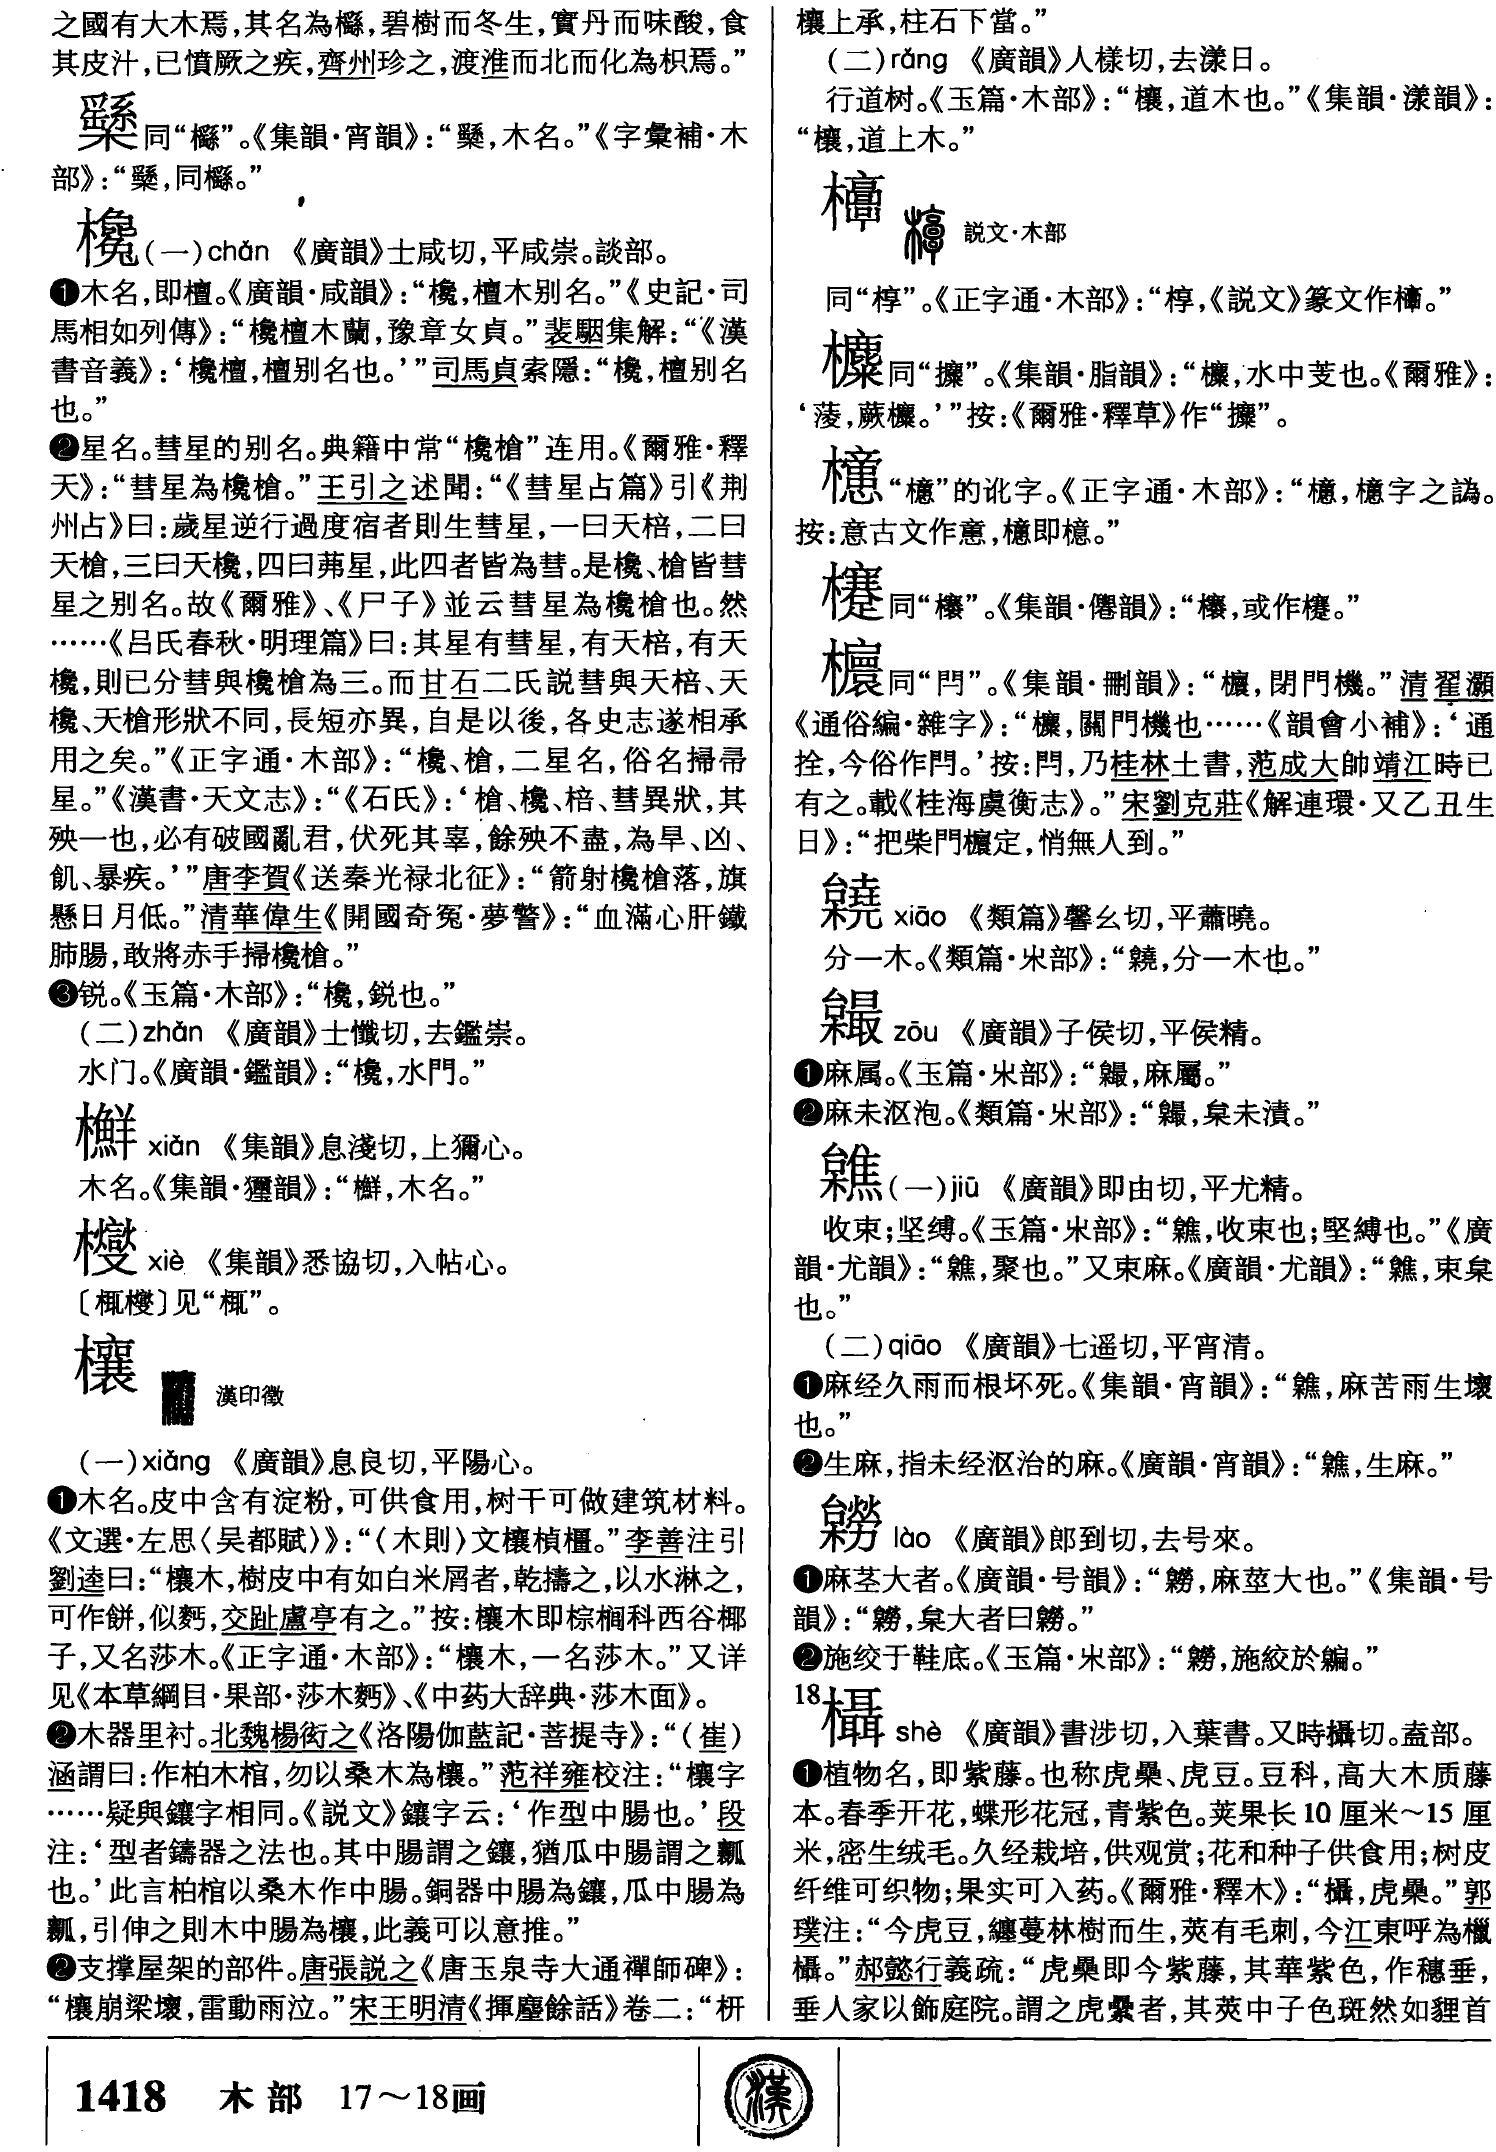 之國有大木焉,其名為櫾,碧樹而冬生,實丹而味酸,食
其皮汁,已憤厥之疾,齊州珍之,渡淮而北而化為枳焉。”
同“櫾”。《集韻·宵韻》:“,木名。”《字彙補·木
部》:“,同櫾。”
欃(一)chán 《廣韻》士咸切,平咸崇。談部。
❶木名,即檀。《廣韻·咸韻》:“欃,檀木别名。”《史記·司
馬相如列傳》:“欃檀木蘭,豫章女貞。”裴駰集解:“《漢
書音義》:‘欃檀,檀别名也。’”司馬貞索隱:“欃,檀别名
也。”
❷星名。彗星的别名。典籍中常“欃槍”连用。《爾雅·釋
天》:“彗星為欃槍。”王引之述聞:“《彗星占篇》引《荆
州占》曰:歲星逆行過度宿者則生彗星,一曰天棓,二曰
天槍,三曰天欃,四曰茀星,此四者皆為彗。是欃、槍皆彗
星之别名。故《爾雅》、《尸子》並云彗星為欃槍也。然
……《吕氏春秋·明理篇》曰:其星有彗星,有天棓,有天
欃,則已分彗與欃槍為三。而甘石二氏説彗與天棓、天
欃、天槍形狀不同,長短亦異,自是以後,各史志遂相承
用之矣。”《正字通·木部》:“欃、槍,二星名,俗名掃帚
星。”《漢書·天文志》:“《石氏》:‘槍、欃、棓、彗異狀,其
殃一也,必有破國亂君,伏死其辜,餘殃不盡,為旱、凶、
飢、暴疾。’”唐李賀《送秦光禄北征》:“箭射欃槍落,旗
懸日月低。”清華偉生《開國奇冤·夢警》:“血滿心肝鐵
肺腸,敢將赤手掃欃槍。”
❸锐。《玉篇·木部》:“欃,鋭也。”
(二)zhàn 《廣韻》士懺切,去鑑崇。
水门。《廣韻·鑑韻》:“欃,水門。”
xiǎn 《集韻》息淺切,上獮心。
木名。《集韻·獮韻》:“,木名。”
xiè 《集韻》悉協切,入帖心。
〔〕见“”。
欀
漢印徵
(一)xiāng 《廣韻》息良切,平陽心。
❶木名。皮中含有淀粉,可供食用,树干可做建筑材料。
《文選·左思〈吴都賦〉》:“(木則)文欀楨橿。”李善注引
劉逵曰:“欀木,樹皮中有如白米屑者,乾擣之,以水淋之,
可作餅,似麪,交趾盧亭有之。”按:欀木即棕榈科西谷椰
子,又名莎木。《正字通·木部》:“欀木,一名莎木。”又详
见《本草綱目·果部·莎木麪》、《中药大辞典·莎木面》。
❷木器里衬。北魏楊衒之《洛陽伽藍記·菩提寺》:“(崔)
涵謂曰:作柏木棺,勿以桑木為欀。”范祥雍校注:“欀字
……疑與鑲字相同。《説文》鑲字云:‘作型中腸也。’段
注:‘型者鑄器之法也。其中腸謂之鑲,猶瓜中腸謂之瓤
也。’此言柏棺以桑木作中腸。銅器中腸為鑲,瓜中腸為
瓤,引伸之則木中腸為欀,此義可以意推。”
❷支撑屋架的部件。唐張説之《唐玉泉寺大通禪師碑》:
“欀崩梁壞,雷動雨泣。”宋王明清《揮麈餘話》卷二:“枅
欀上承,柱石下當。”
(二)ràng 《廣韻》人樣切,去漾日。
行道树。《玉篇·木部》:“欀,道木也。”《集韻·漾韻》:
“欀,道上木。”
説文·木部
同“椁”。《正字通·木部》:“椁,《説文》篆文作。”
同“攗”。《集韻·脂韻》:“,水中芰也。《爾雅》:
‘蔆,蕨。’”按:《爾雅·釋草》作“攗”。
“檍”的讹字。《正字通·木部》:“,檍字之譌。
按:意古文作,即檍。”
同“”。《集韻·僊韻》:“,或作。”
同“閂”。《集韻·刪韻》:“,閉門機。”清翟灝
《通俗編·雜字》:“,關門機也……《韻會小補》:‘通
拴,今俗作閂。’按:閂,乃桂林土書,范成大帥靖江時已
有之。載《桂海虞衡志》。”宋劉克莊《解連環·又乙丑生
日》:“把柴門定,悄無人到。”
xiāo 《類篇》馨幺切,平蕭曉。
分一木。《類篇·𣎳部》:“,分一木也。”
zōu 《廣韻》子侯切,平侯精。
❶麻属。《玉篇·𣎳部》:“,麻屬。”
❷麻未沤泡。《類篇·𣎳部》:“,枲未漬。”
(一)jiū 《廣韻》即由切,平尤精。
收束;坚缚。《玉篇·𣎳部》:“,收束也;堅縛也。”《廣
韻·尤韻》:“,聚也。”又束麻。《廣韻·尤韻》:“,束枲
也。”
(二)qiāo 《廣韻》七遥切,平宵清。
❶麻经久雨而根坏死。《集韻·宵韻》:“,麻苦雨生壞
也。”
❷生麻,指未经沤治的麻。《廣韻·宵韻》:“,生麻。”
lào 《廣韻》郎到切,去号來。
❶麻茎大者。《廣韻·号韻》:“,麻莖大也。”《集韻·号
韻》:“,枲大者曰。”
❷施绞于鞋底。《玉篇·𣎳部》:“,施絞於。”
18
欇shè 《廣韻》書涉切,入葉書。又時攝切。盍部。
❶植物名,即紫藤。也称虎櫐、虎豆。豆科,高大木质藤
本。春季开花,蝶形花冠,青紫色。荚果长10厘米～15厘
米,密生绒毛。久经栽培,供观赏;花和种子供食用;树皮
纤维可织物;果实可入药。《爾雅·釋木》:“欇,虎櫐。”郭
璞注:“今虎豆,纏蔓林樹而生,莢有毛刺,今江東呼為㯿
欇。”郝懿行義疏:“虎櫐即今紫藤,其華紫色,作穗垂,
垂人家以飾庭院。謂之虎櫐者,其莢中子色斑然如貍首
1418 木部 17～18画
漢